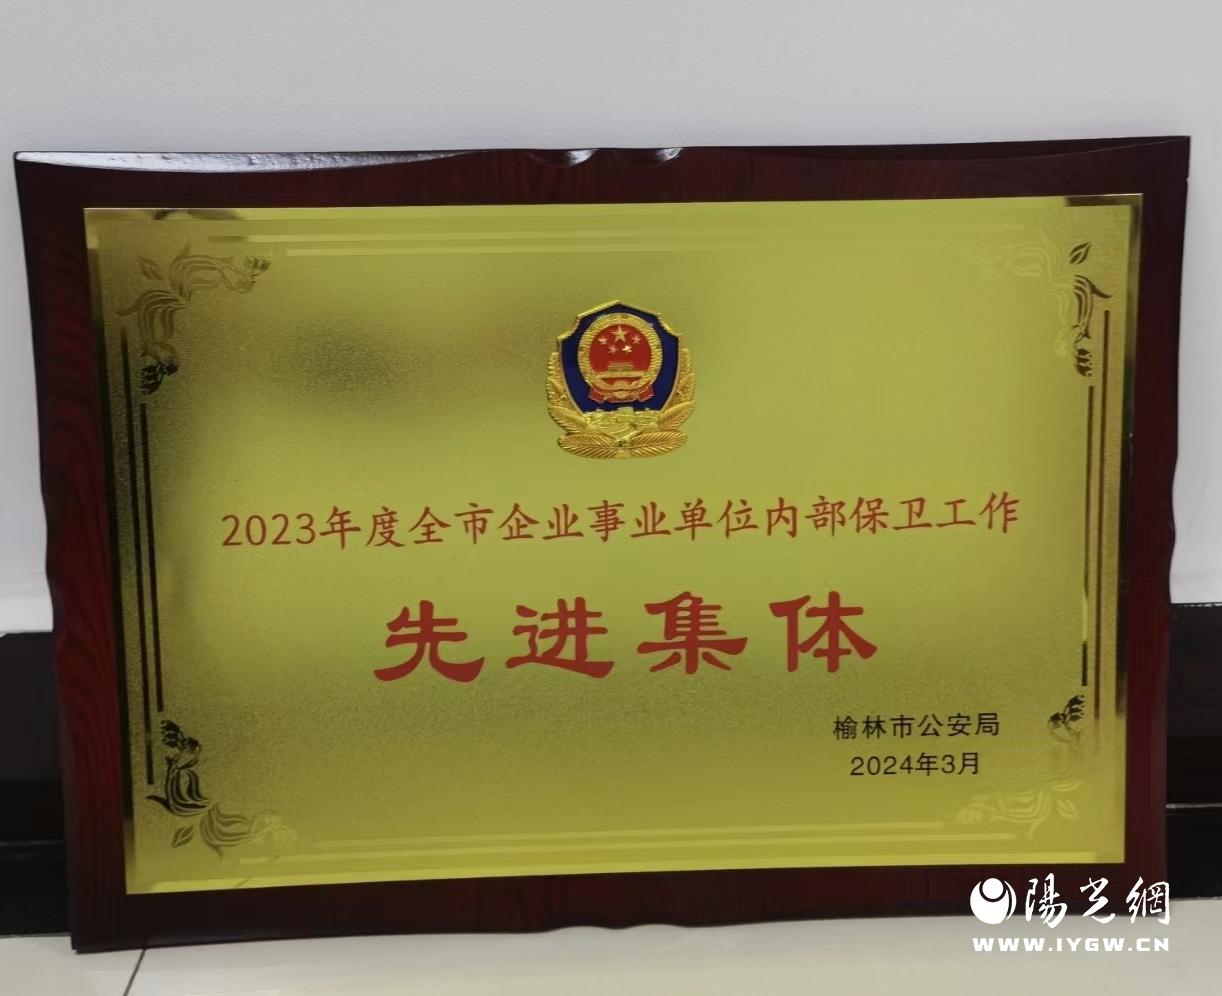 2023年度全市企业事业单位内部保卫工作
先进集体
榆林市公安局
2024年3月
陽光網
WWW.IYGW.CN